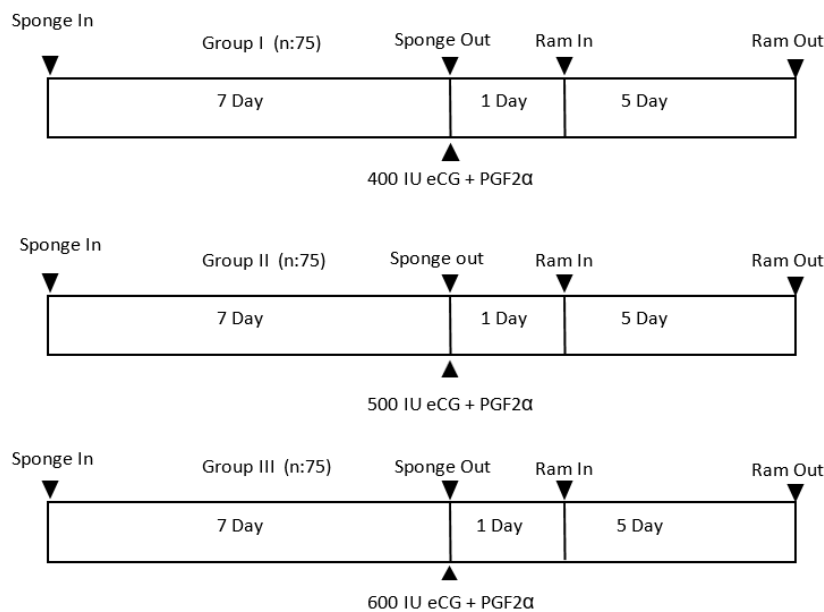 Sponge In
Group I (n:75)
Sponge Out
Ram In
Ram Out
7 Day
1 Day
5 Day
400 IU eCG + PGF2α
Sponge In
Group II (n:75)
Sponge out
Ram In
Ram Out
7 Day
1 Day
5 Day
500 IU eCG + PGF2α
Sponge In
Group III (n:75)
Sponge Out
Ram In
Ram Out
7 Day
1 Day
5 Day
600 IU eCG + PGF2α